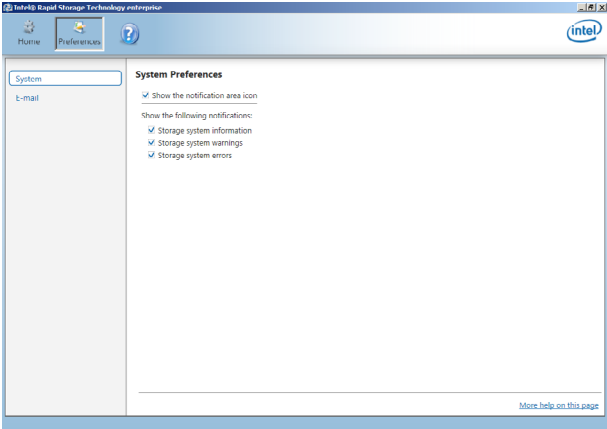 Intel® Rapid Storage Technology enterprise
Home
Preferences
?
intel
System
E-mail
System Preferences
Show the notification area icon
Show the following notifications:
Storage system information
Storage system warnings
Storage system errors
More help on this page